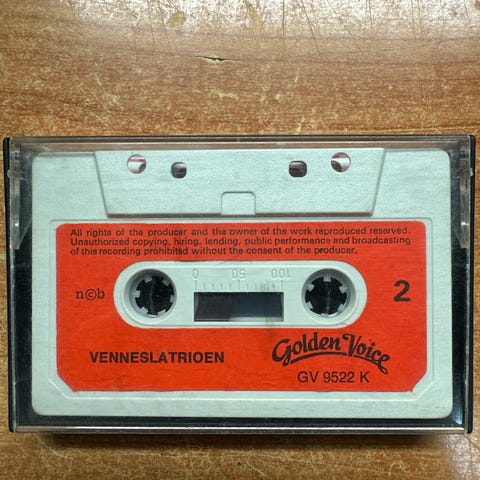 All rights of the producer and the owner of the work reproduced reserved.
Unauthorized copying, hiring, lending, public performance and broadcasting
of this recording prohibited without the consent of the producer.
0 50 100
n©b
2
VENNESLATRIOEN
Golden Voice
GV 9522 K